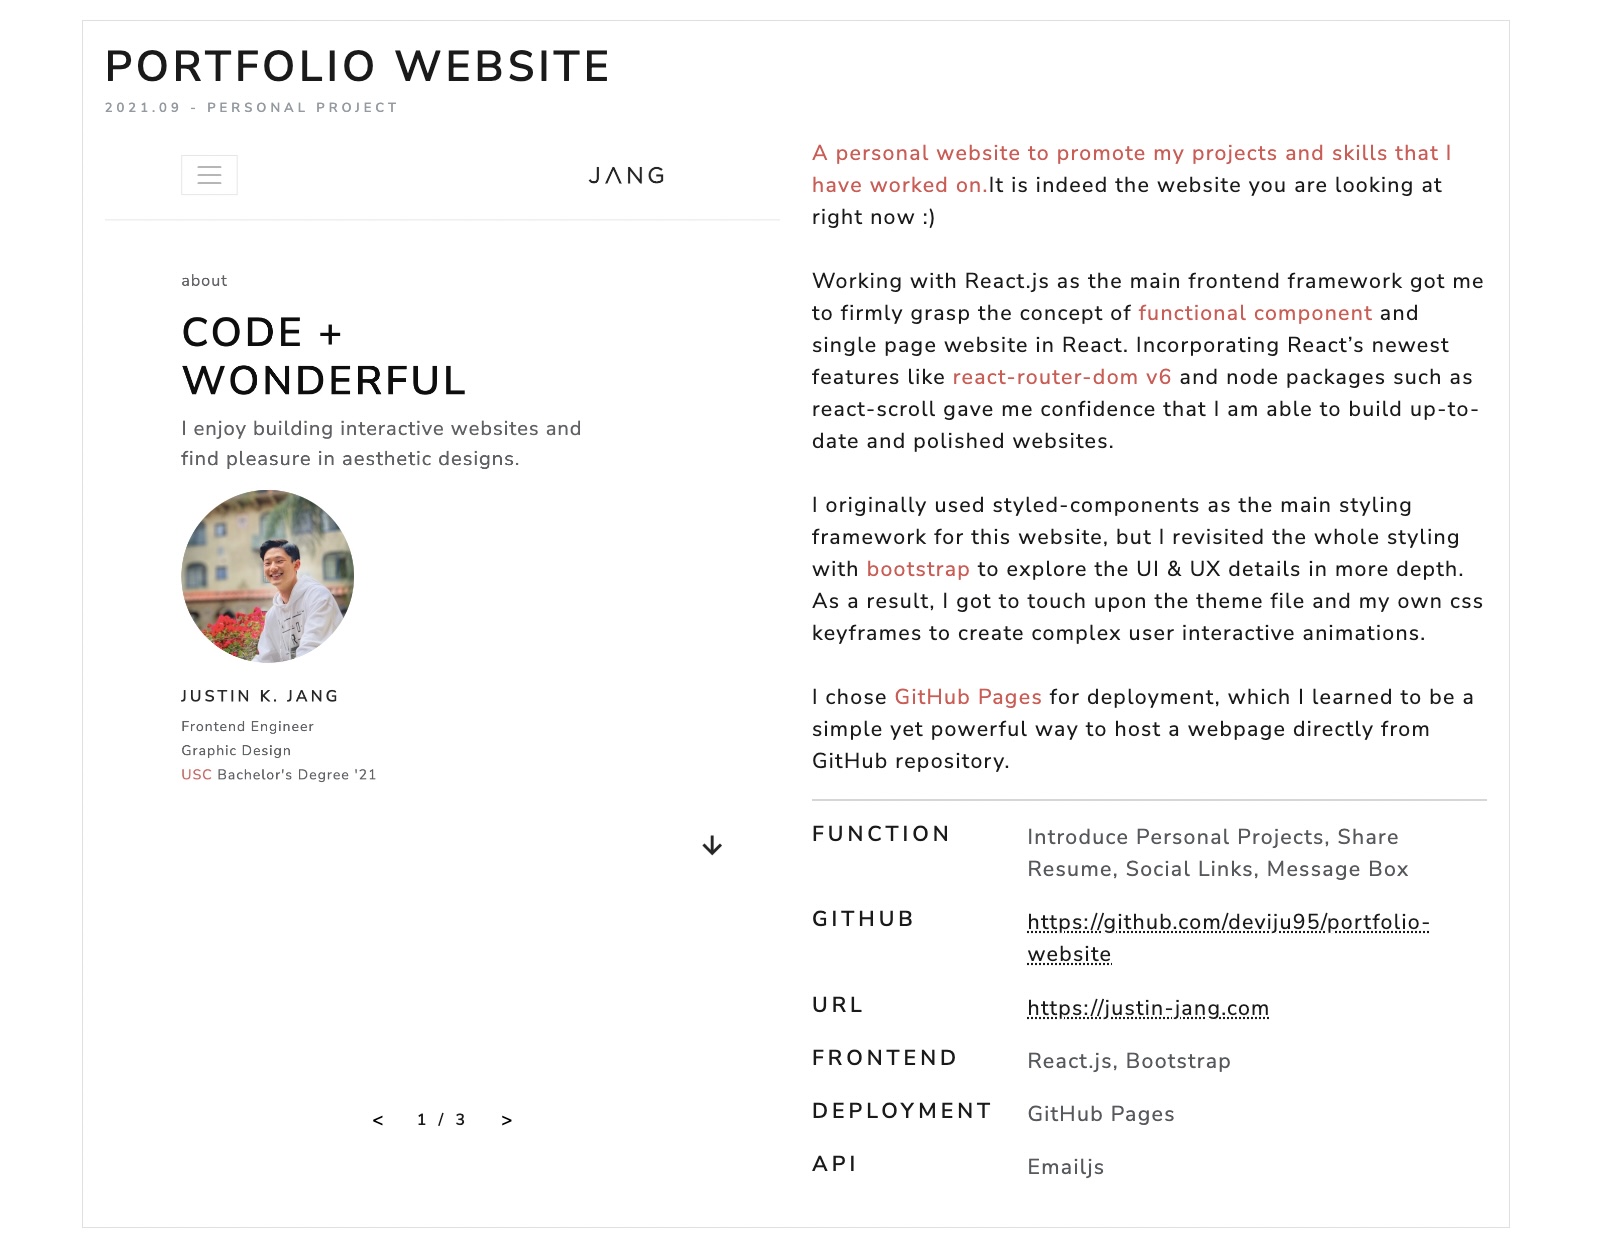 PORTFOLIO WEBSITE
2021.09 - PERSONAL PROJECT
JΛNG
about
CODE +
WONDERFUL
I enjoy building interactive websites and
find pleasure in aesthetic designs.
JUSTIN K. JANG
Frontend Engineer
Graphic Design
USC Bachelor's Degree '21
< 1 / 3 >
A personal website to promote my projects and skills that I
have worked on.It is indeed the website you are looking at
right now :)
Working with React.js as the main frontend framework got me
to firmly grasp the concept of functional component and
single page website in React. Incorporating React’s newest
features like react-router-dom v6 and node packages such as
react-scroll gave me confidence that I am able to build up-to-
date and polished websites.
I originally used styled-components as the main styling
framework for this website, but I revisited the whole styling
with bootstrap to explore the UI & UX details in more depth.
As a result, I got to touch upon the theme file and my own css
keyframes to create complex user interactive animations.
I chose GitHub Pages for deployment, which I learned to be a
simple yet powerful way to host a webpage directly from
GitHub repository.
FUNCTION Introduce Personal Projects, Share
Resume, Social Links, Message Box
GITHUB https://github.com/deviju95/portfolio-
website
URL https://justin-jang.com
FRONTEND React.js, Bootstrap
DEPLOYMENT GitHub Pages
API Emailjs